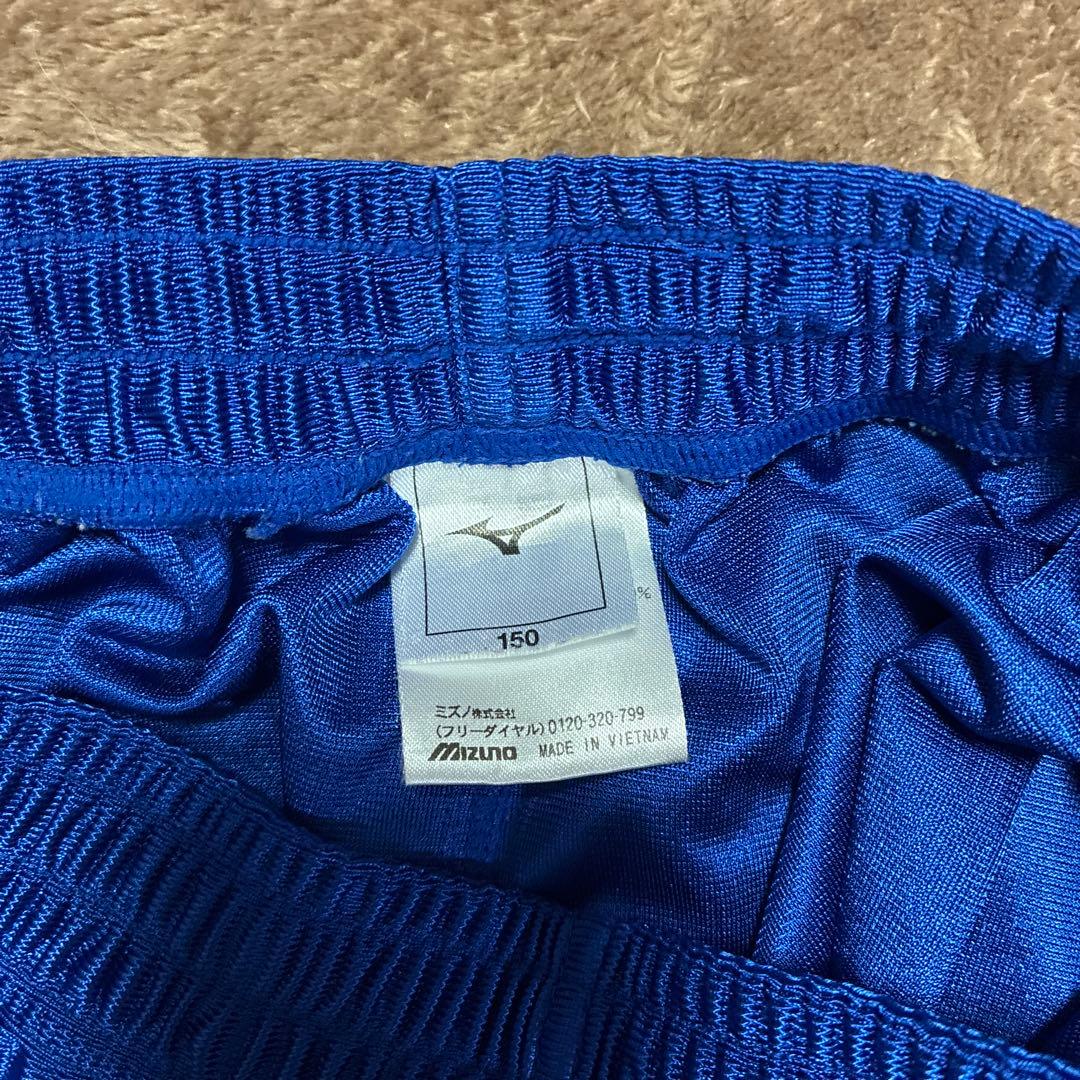 %
150
ミズノ株式会社
(フリーダイヤル)0120-320-799
mizuno MADE IN VIETNAM